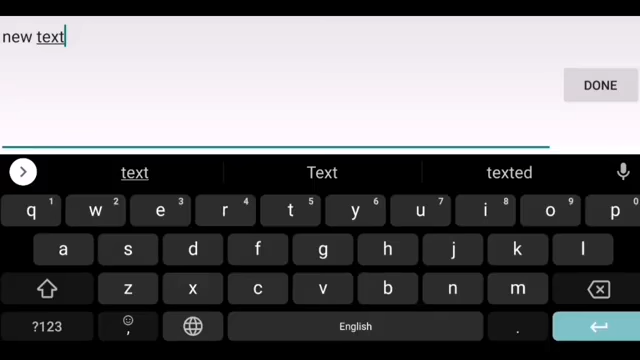 new text
DONE
text Text texted
q 1 w 2 e 3 r 4 t 5 y 6 u 7 i 8 o 9 p 0
a s d f g h j k l
z x c v b n m
?123 , English .